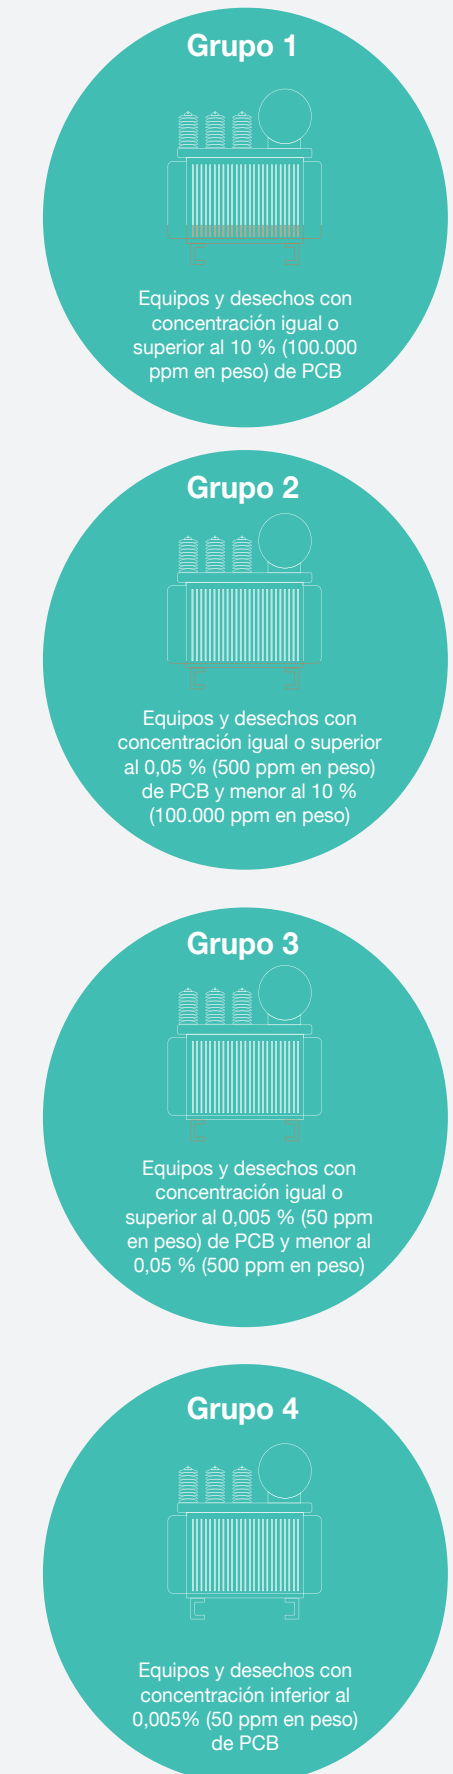 Grupo 1
Equipos y desechos con
concentración igual o
superior al 10 % (100.000
ppm en peso) de PCB
Grupo 2
Equipos y desechos con
concentración igual o superior
al 0,05 % (500 ppm en peso)
de PCB y menor al 10 %
(100.000 ppm en peso)
Grupo 3
Equipos y desechos con
concentración igual o
superior al 0,005 % (50 ppm
en peso) de PCB y menor al
0,05 % (500 ppm en peso)
Grupo 4
Equipos y desechos con
concentración inferior al
0,005% (50 ppm en peso)
de PCB